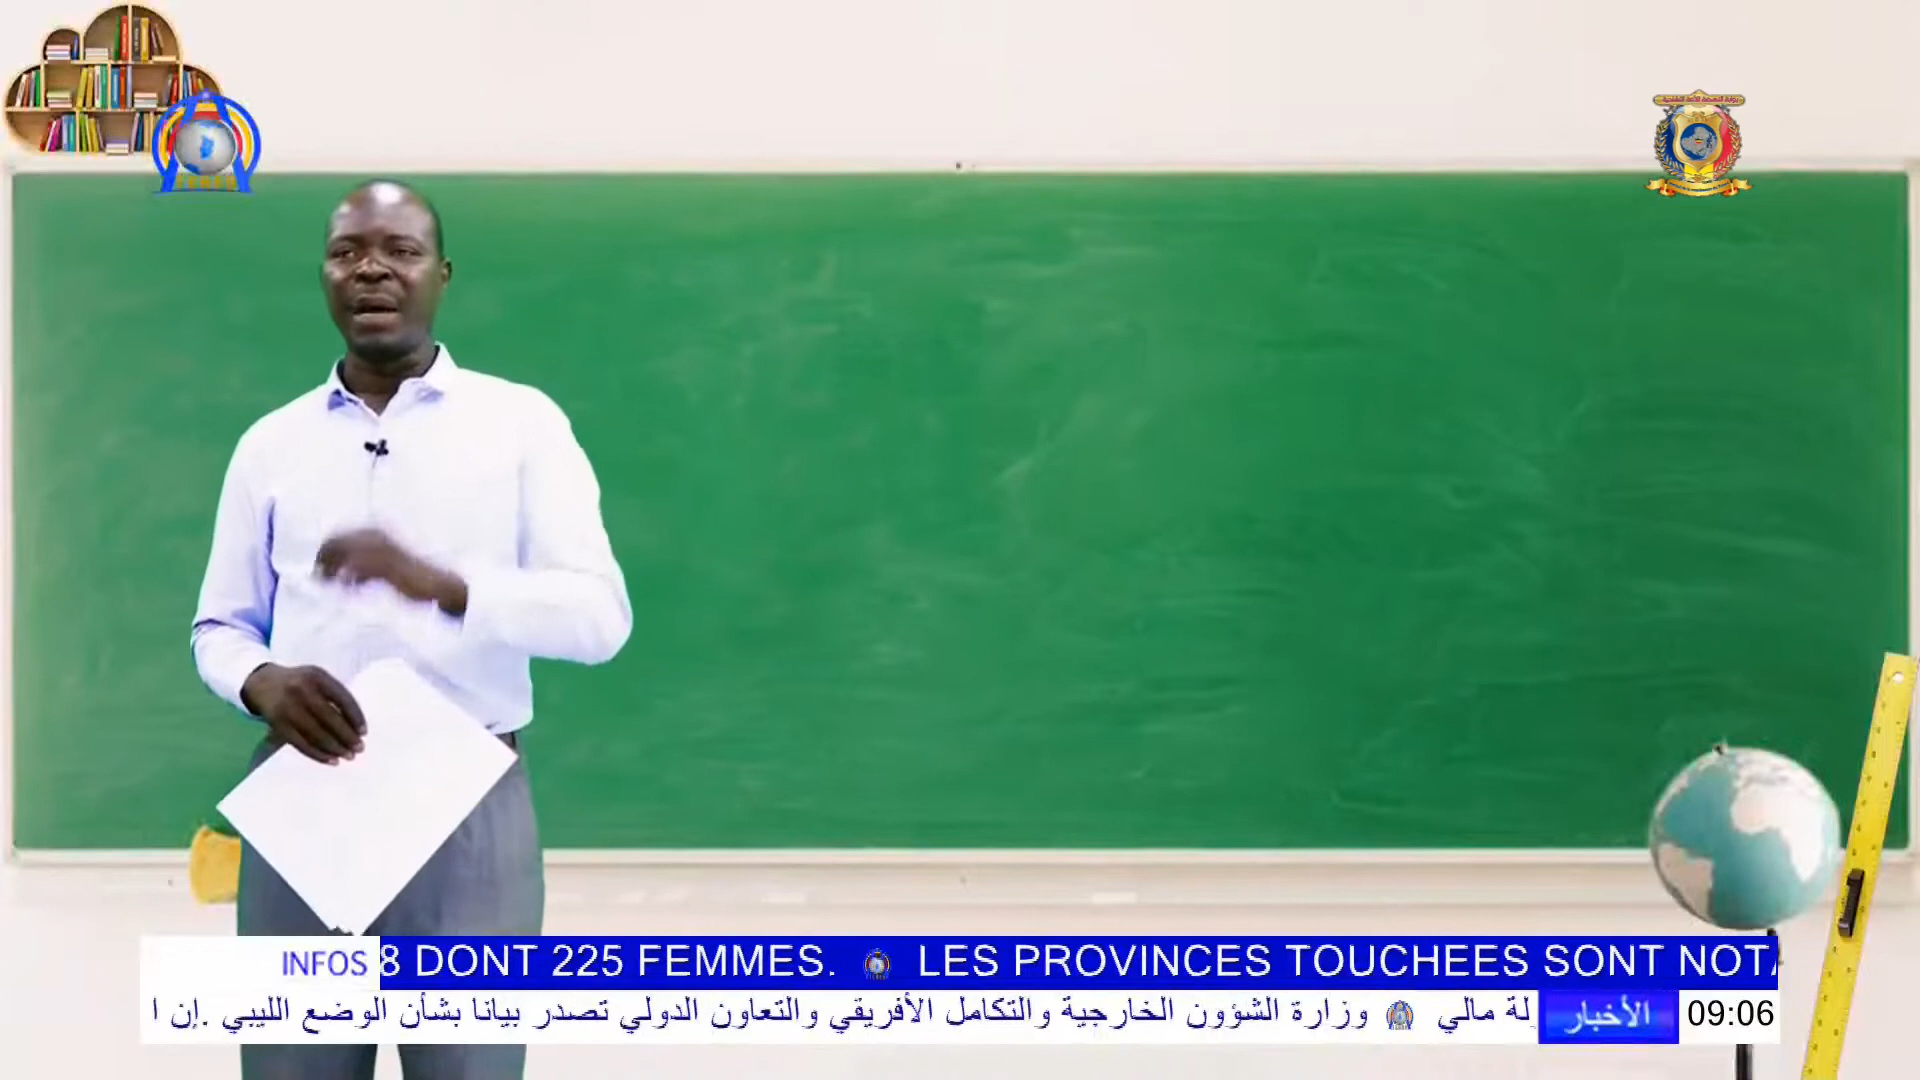 INFOS
8 DONT 225 FEMMES. LES PROVINCES TOUCHEES SONT NOTA
الأخبار
لة مالي وزارة الشؤون الخارجية والتكامل الأفريقي والتعاون الدولي تصدر بيانا بشأن الوضع الليبي .إن ا
09:06